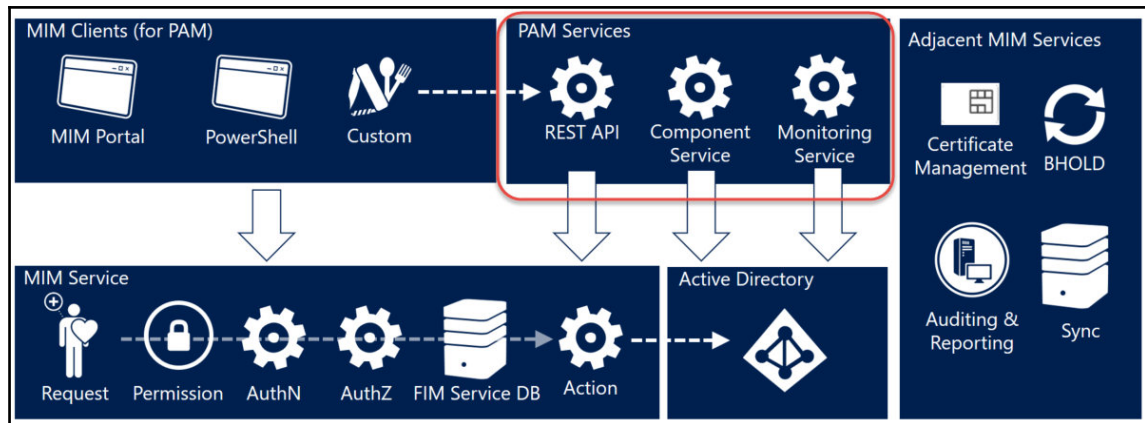 MIM Clients (for PAM)
MIM Portal
PowerShell
Custom
PAM Services
REST API
Component
Service
Monitoring
Service
Adjacent MIM Services
Certificate
Management
BHOLD
Auditing &
Reporting
Sync
MIM Service
Request
Permission
AuthN
AuthZ
FIM Service DB
Action
Active Directory